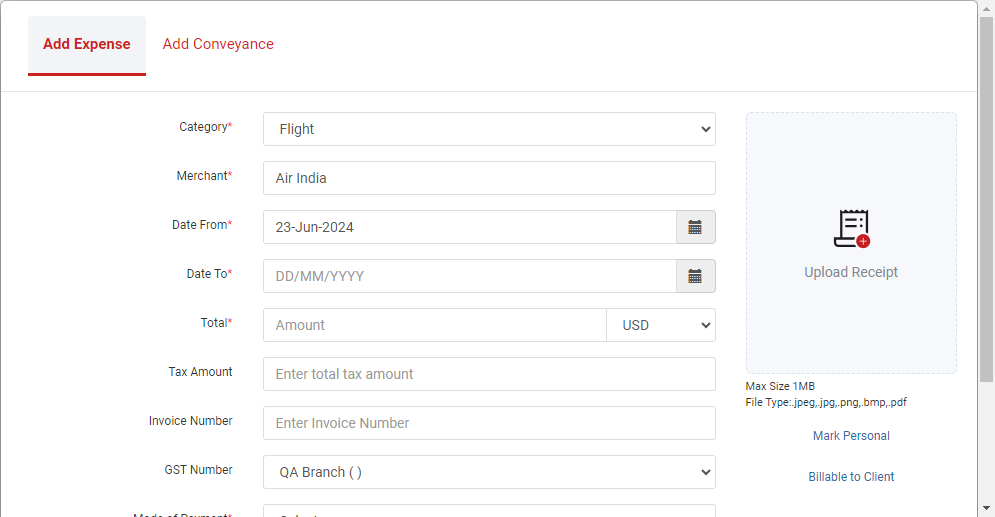 Add Expense
Add Conveyance
Category*
Flight
Merchant*
Air India
Date From*
23-Jun-2024
Date To*
DD/MM/YYYY
Total*
Amount
USD
Tax Amount
Enter total tax amount
Invoice Number
Enter Invoice Number
GST Number
QA Branch ( )
Mode of Payment*
Upload Receipt
Max Size 1MB
File Type:.jpeg,.jpg,.png,.bmp,.pdf
Mark Personal
Billable to Client